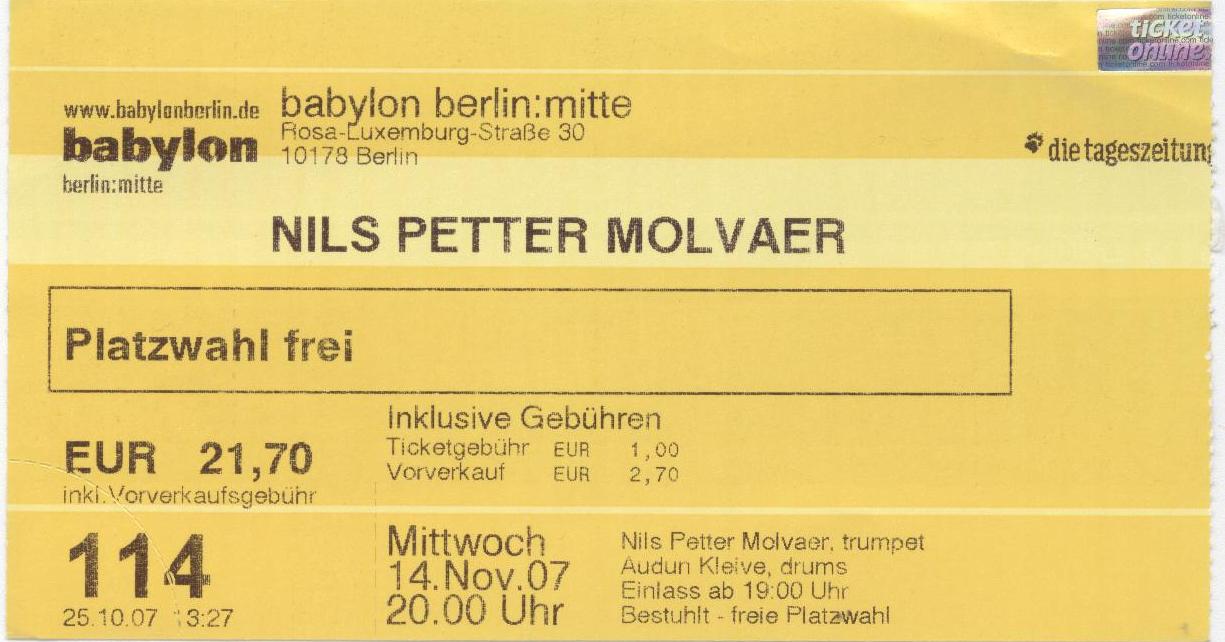 ticket
online
www.babylonberlin.de
babylon
berlin:mitte
babylon berlin:mitte
Rosa-Luxemburg-Straße 30
10178 Berlin
die tageszeitung
NILS PETTER MOLVAER
Platzwahl frei
EUR 21,70
inkl.Vorverkaufsgebühr
Inklusive Gebühren
Ticketgebühr EUR 1,00
Vorverkauf EUR 2,70
114
25.10.07 13:27
Mittwoch
14.Nov.07
20.00 Uhr
Nils Petter Molvaer, trumpet
Audun Kleive, drums
Einlass ab 19:00 Uhr
Bestuhlt - freie Platzwahl